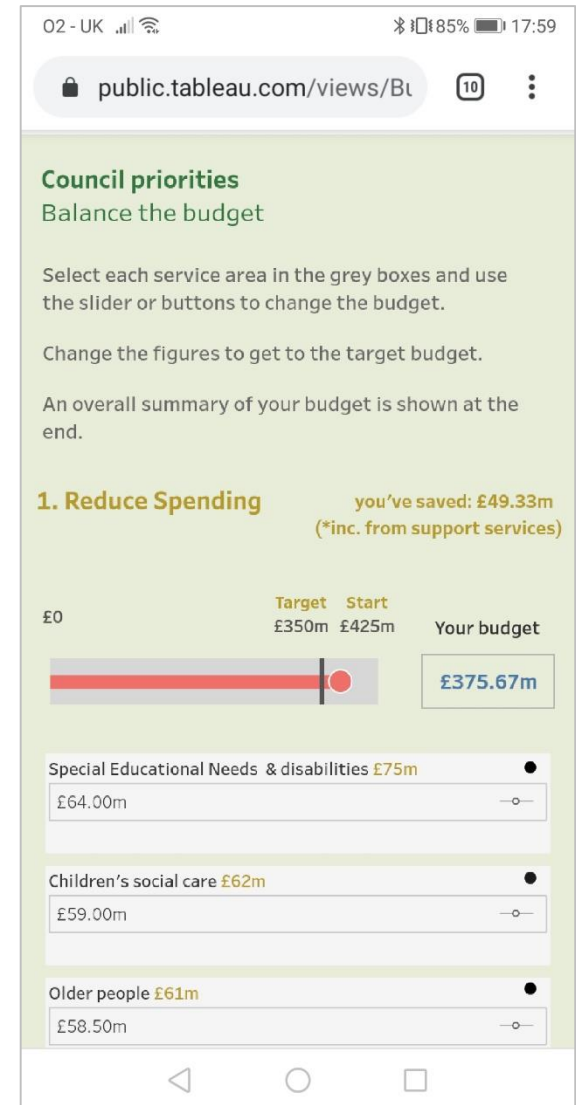 O2 - UK 85% 17:59
public.tableau.com/views/Bu 10
Council priorities
Balance the budget
Select each service area in the grey boxes and use
the slider or buttons to change the budget.
Change the figures to get to the target budget.
An overall summary of your budget is shown at the
end.
1. Reduce Spending
you've saved: £49.33m
(*inc. from support services)
£0
Target Start
£350m £425m
Your budget
£375.67m
Special Educational Needs & disabilities £75m
£64.00m
Children's social care £62m
£59.00m
Older people £61m
£58.50m